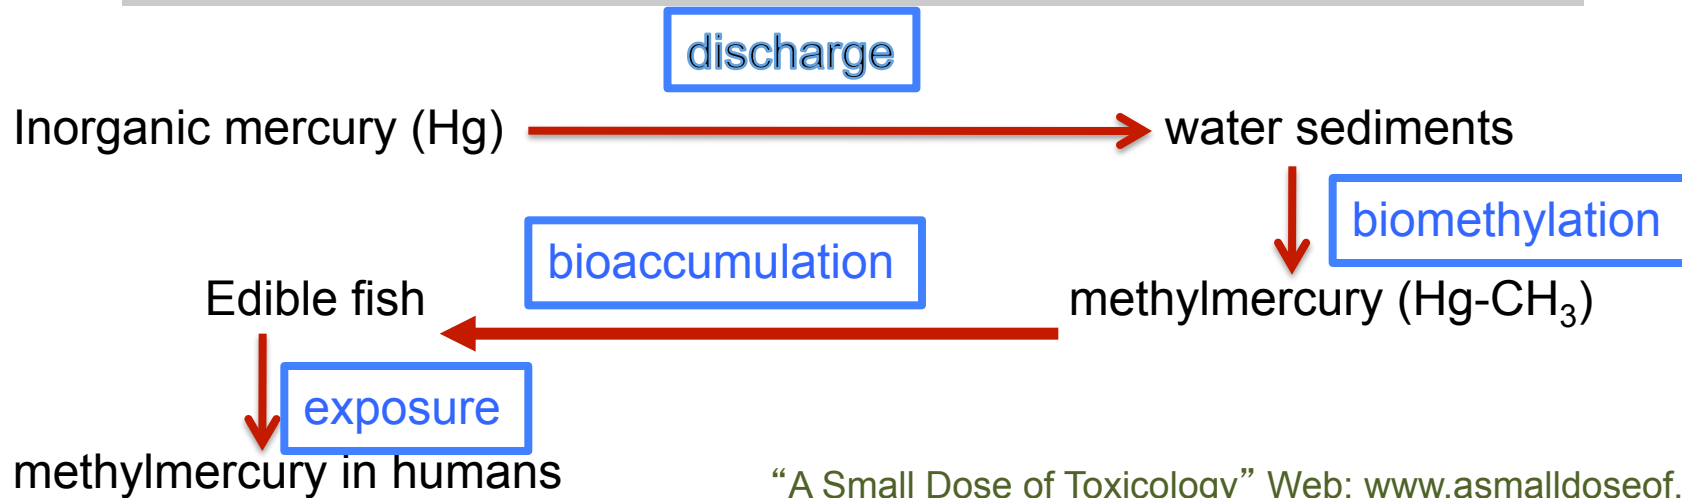 discharge
Inorganic mercury (Hg) water sediments
biomethylation
bioaccumulation
Edible fish methylmercury (Hg-CH₃)
exposure
methylmercury in humans
“A Small Dose of Toxicology” Web: www.asmalldoseof.